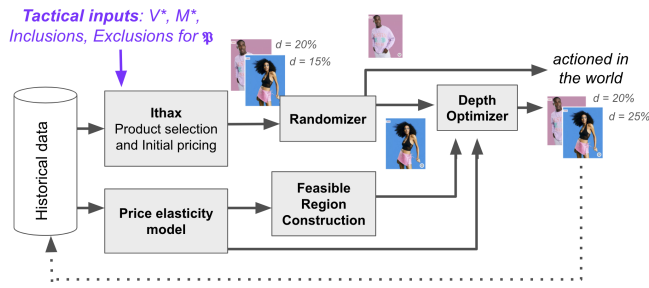 Tactical inputs: V*, M*,
Inclusions, Exclusions for 𝔓
d = 20%
d = 15%
actioned in
the world
Historical data
Ithax
Product selection
and Initial pricing
Randomizer
Depth
Optimizer
d = 20%
d = 25%
Price elasticity
model
Feasible
Region
Construction